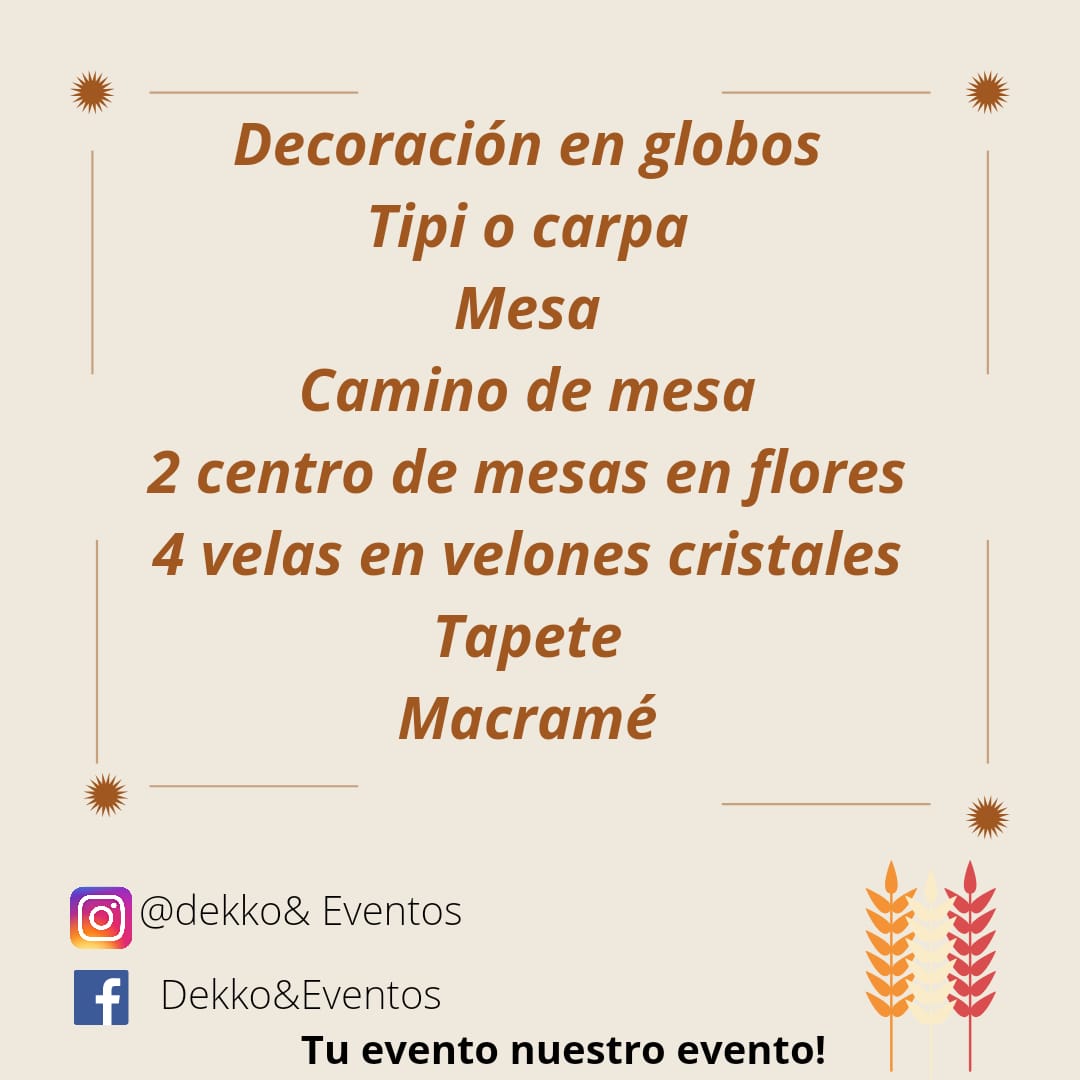 Decoración en globos
Tipi o carpa
Mesa
Camino de mesa
2 centro de mesas en flores
4 velas en velones cristales
Tapete
Macramé
@dekko& Eventos
Dekko&Eventos
Tu evento nuestro evento!